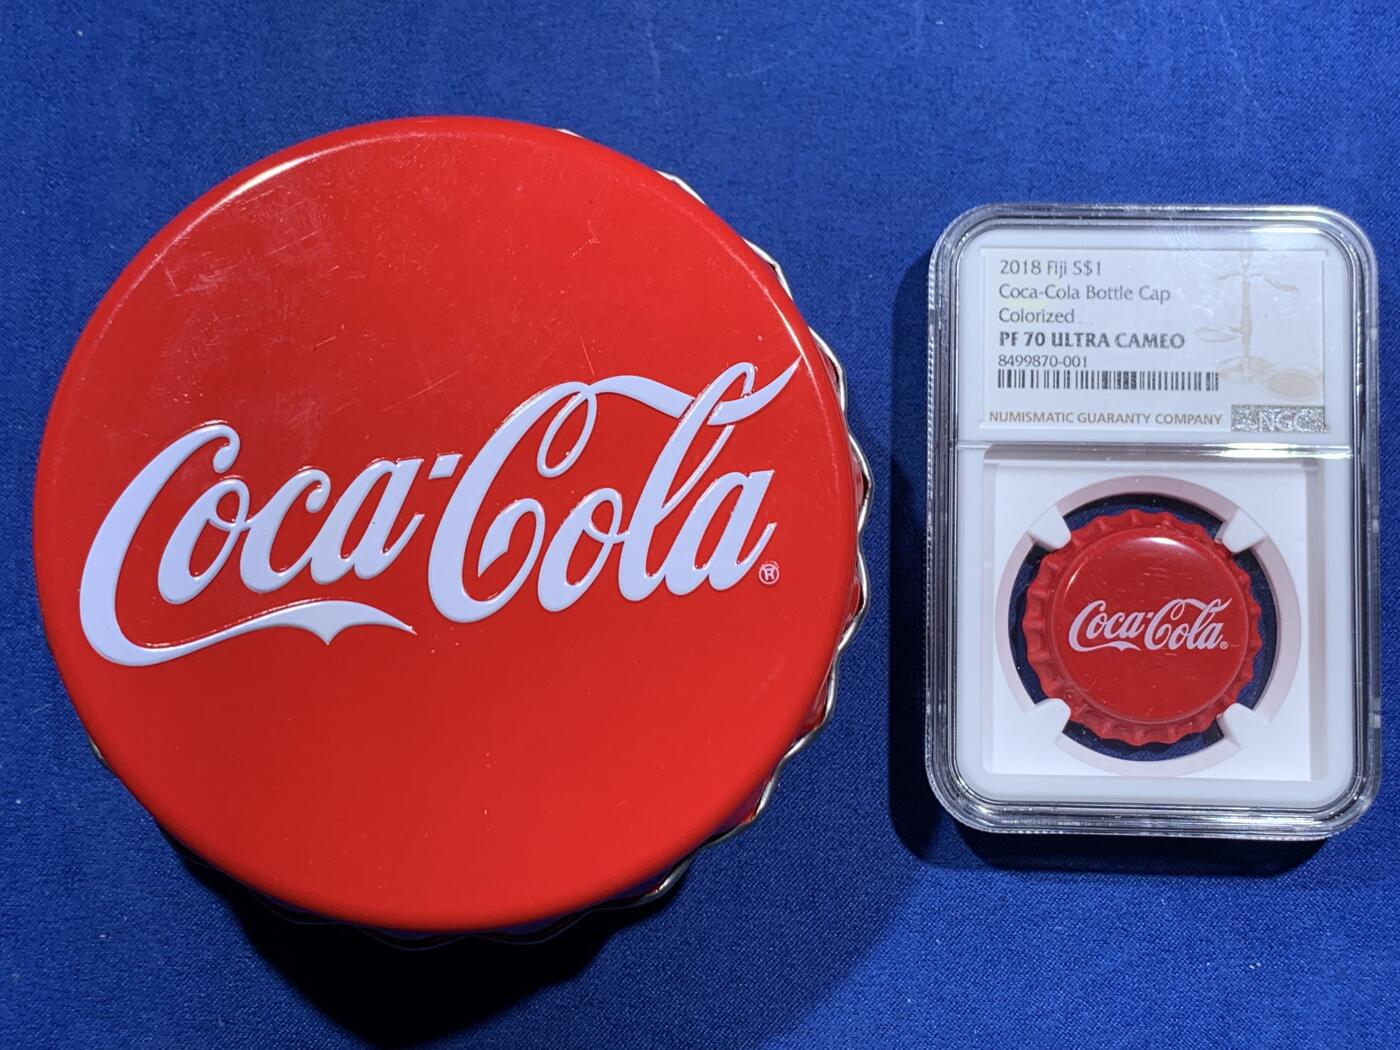 Coca-Cola®
2018 Fiji S$1
Coca-Cola Bottle Cap
Colorized
PF 70 ULTRA CAMEO
8499870-001
NUMISMATIC GUARANTY COMPANY NGC
Coca-Cola®